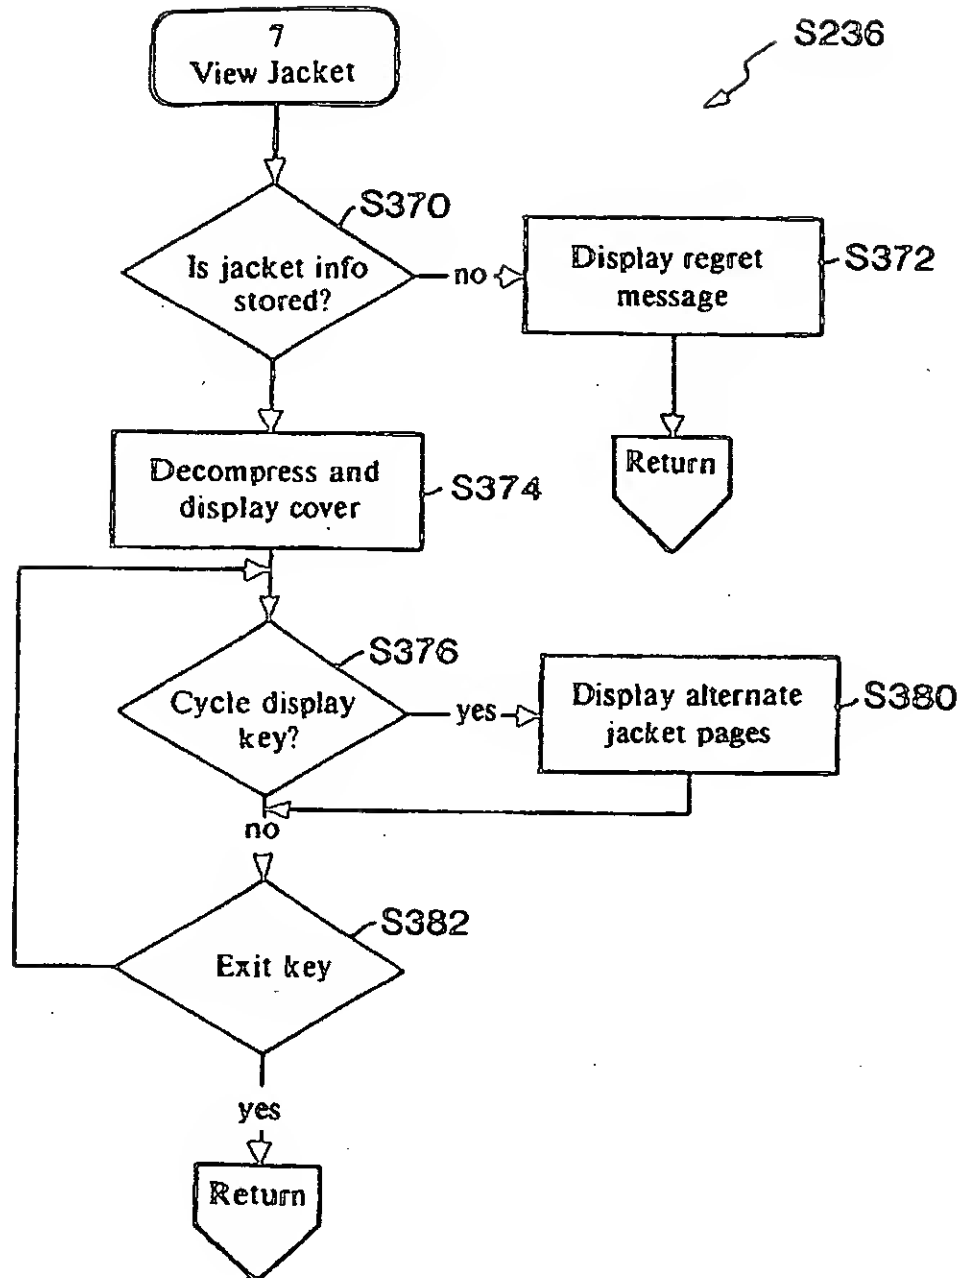 S236
7
View Jacket
S370
Is jacket info
stored?
no
Display regret
message
S372
Return
Decompress and
display cover
S374
S376
Cycle display
key?
yes
Display alternate
jacket pages
S380
no
S382
Exit key
yes
Return